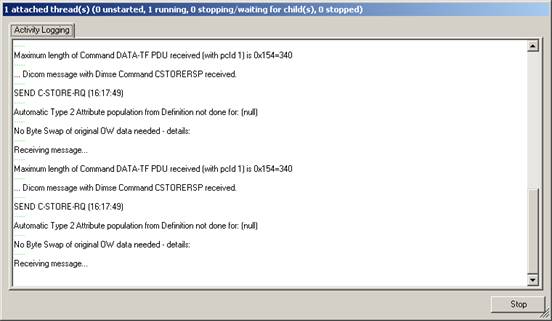 1 attached thread(s) (0 unstarted, 1 running, 0 stopping/waiting for child(s), 0 stopped)
Activity Logging
Maximum length of Command DATA-TF PDU received (with pcId 1) is 0x154=340
... Dicom message with Dimse Command CSTORERSP received.
SEND C-STORE-RQ (16:17:49)
Automatic Type 2 Attribute population from Definition not done for: (null)
No Byte Swap of original OW data needed - details:
Receiving message...
Maximum length of Command DATA-TF PDU received (with pcId 1) is 0x154=340
... Dicom message with Dimse Command CSTORERSP received.
SEND C-STORE-RQ (16:17:49)
Automatic Type 2 Attribute population from Definition not done for: (null)
No Byte Swap of original OW data needed - details:
Receiving message...
Stop